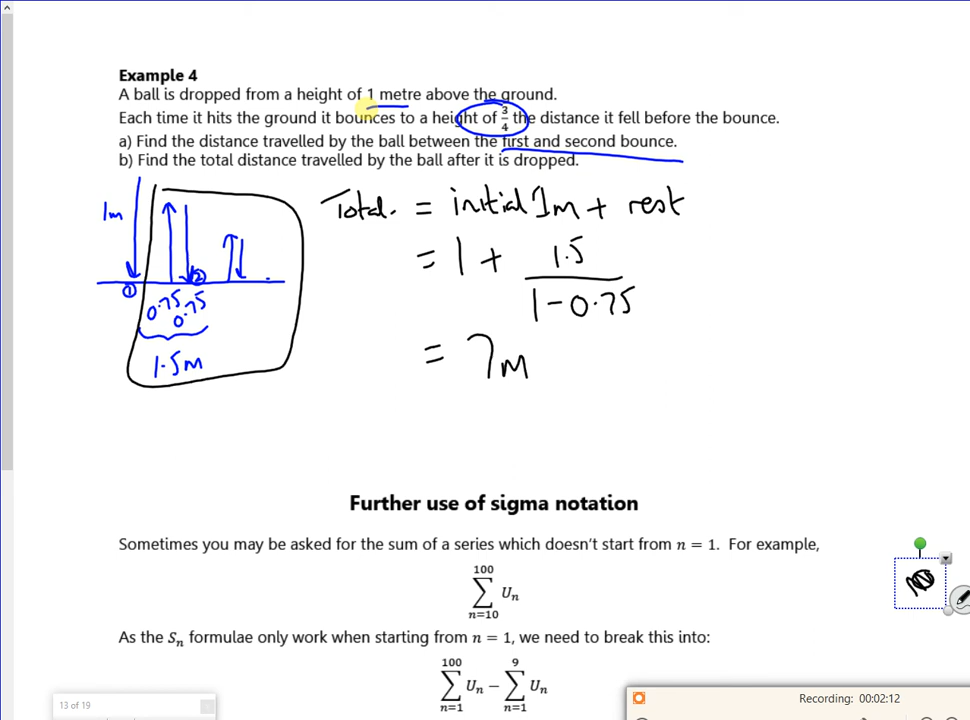 Example 4
A ball is dropped from a height of 1 metre above the ground.
Each time it hits the ground it bounces to a height of 3/4 the distance it fell before the bounce.
a) Find the distance travelled by the ball between the first and second bounce.
b) Find the total distance travelled by the ball after it is dropped.
1m
① ②
0.75 0.75
1.5m
Total. = initial 1m + rest
= 1 + 1.5 / (1 - 0.75)
= 7m
Further use of sigma notation
Sometimes you may be asked for the sum of a series which doesn't start from n = 1. For example,
100
∑ Uₙ
n=10
As the Sₙ formulae only work when starting from n = 1, we need to break this into:
100 9
∑ Uₙ − ∑ Uₙ
n=1 n=1
13 of 19
Recording: 00:02:12